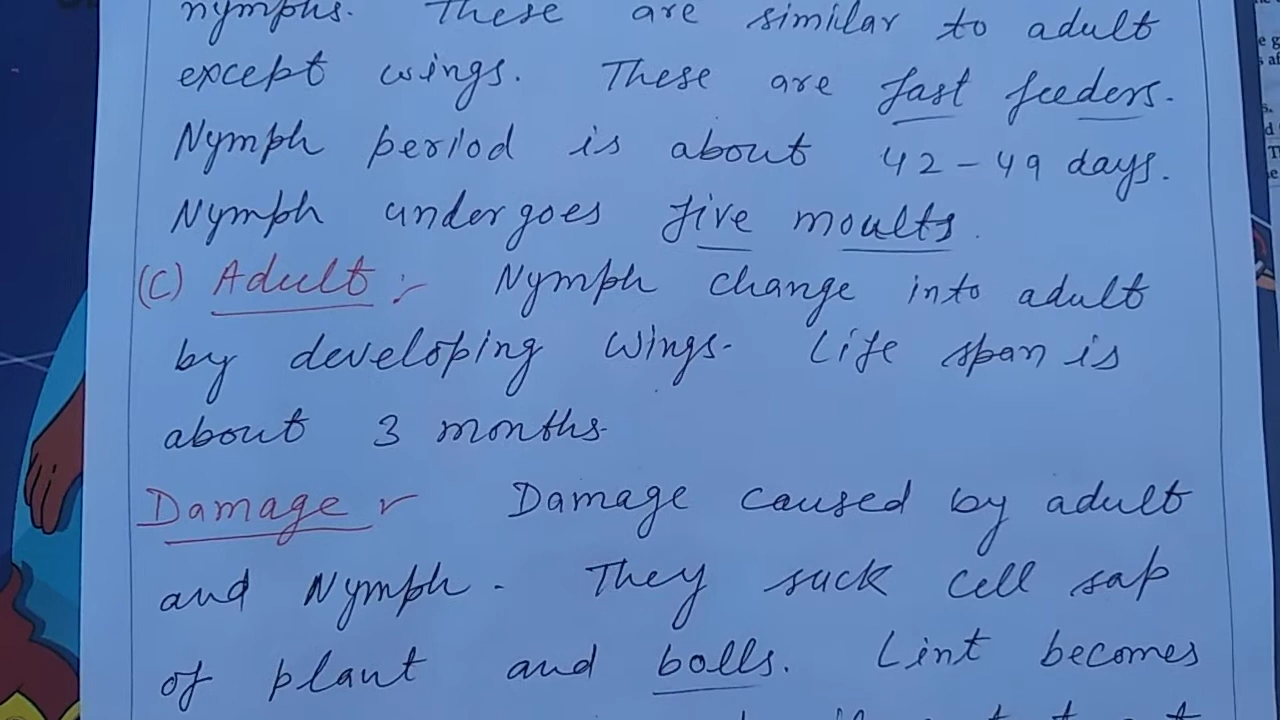 nymphs. These are similar to adult
except wings. These are fast feeders.
Nymph period is about 42-49 days.
Nymph undergoes five moults.
(C) Adult :- Nymph change into adult
by developing wings. Life span is
about 3 months.
Damage :- Damage caused by adult
and Nymph. They suck cell sap
of plant and bolls. Lint becomes